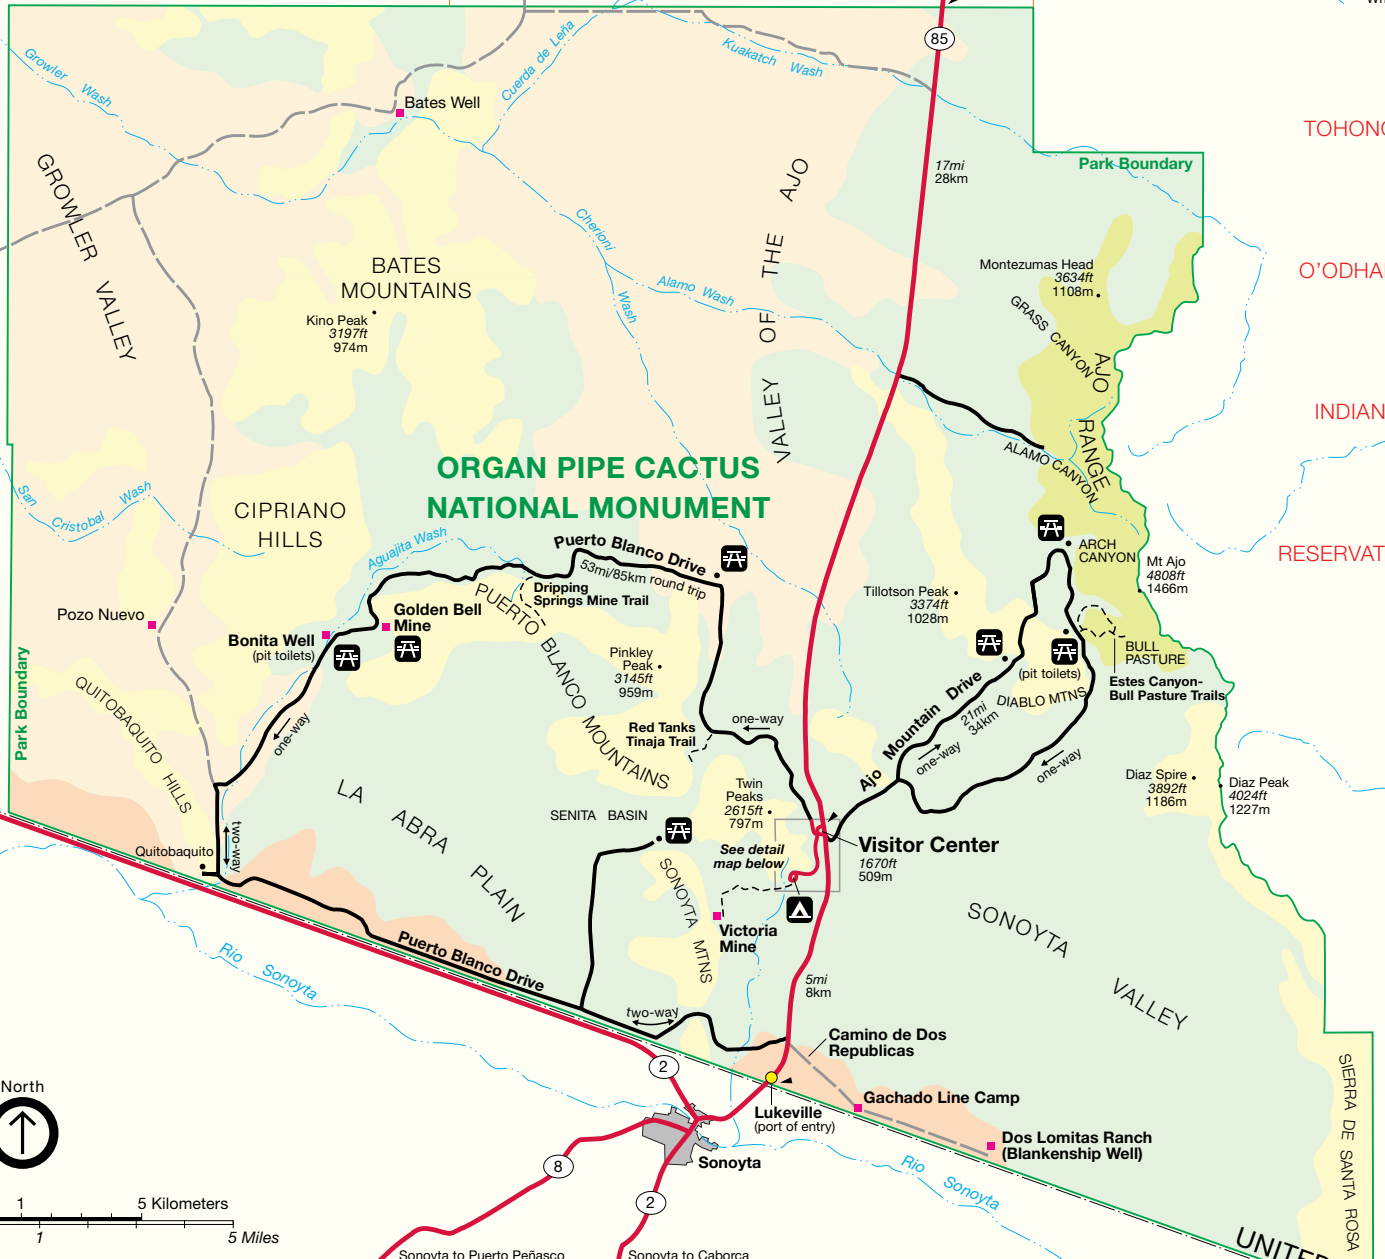 85
Growler Wash
Cuerda de Leña
Kuakatch Wash
Bates Well
TOHONO
17mi
28km
Park Boundary
GROWLER VALLEY
VALLEY OF THE AJO
Cherioni Wash
Alamo Wash
BATES
MOUNTAINS
Kino Peak
3197ft
974m
Montezumas Head
3634ft
1108m
O'ODHA
GRASS CANYON
AJO RANGE
INDIAN
ALAMO CANYON
ORGAN PIPE CACTUS
NATIONAL MONUMENT
San Cristobal Wash
CIPRIANO
HILLS
Aguajita Wash
Puerto Blanco Drive
53mi/85km round trip
ARCH
CANYON
RESERVAT
Mt Ajo
4808ft
1466m
Dripping
Springs Mine Trail
Tillotson Peak
3374ft
1028m
Pozo Nuevo
Golden Bell
Mine
Bonita Well
(pit toilets)
PUERTO BLANCO MOUNTAINS
Pinkley
Peak
3145ft
959m
BULL
PASTURE
(pit toilets)
Estes Canyon-
Bull Pasture Trails
DIABLO MTNS
Park Boundary
QUITOBAQUITO HILLS
one-way
Red Tanks
Tinaja Trail
one-way
Ajo Mountain Drive
21mi
34km
one-way
one-way
Diaz Spire
3892ft
1186m
Diaz Peak
4024ft
1227m
LA ABRA PLAIN
Twin
Peaks
2615ft
797m
SENITA BASIN
two-way
Quitobaquito
See detail
map below
Visitor Center
1670ft
509m
SONOYTA MTNS
Victoria
Mine
SONOYTA VALLEY
Puerto Blanco Drive
Rio Sonoyta
5mi
8km
two-way
Camino de Dos
Republicas
2
Gachado Line Camp
Lukeville
(port of entry)
Dos Lomitas Ranch
(Blankenship Well)
SIERRA DE SANTA ROSA
North
Sonoyta
8
2
Rio Sonoyta
1 5 Kilometers
1 5 Miles
UNITED
Sonoyta to Puerto Peñasco
Sonoyta to Caborca